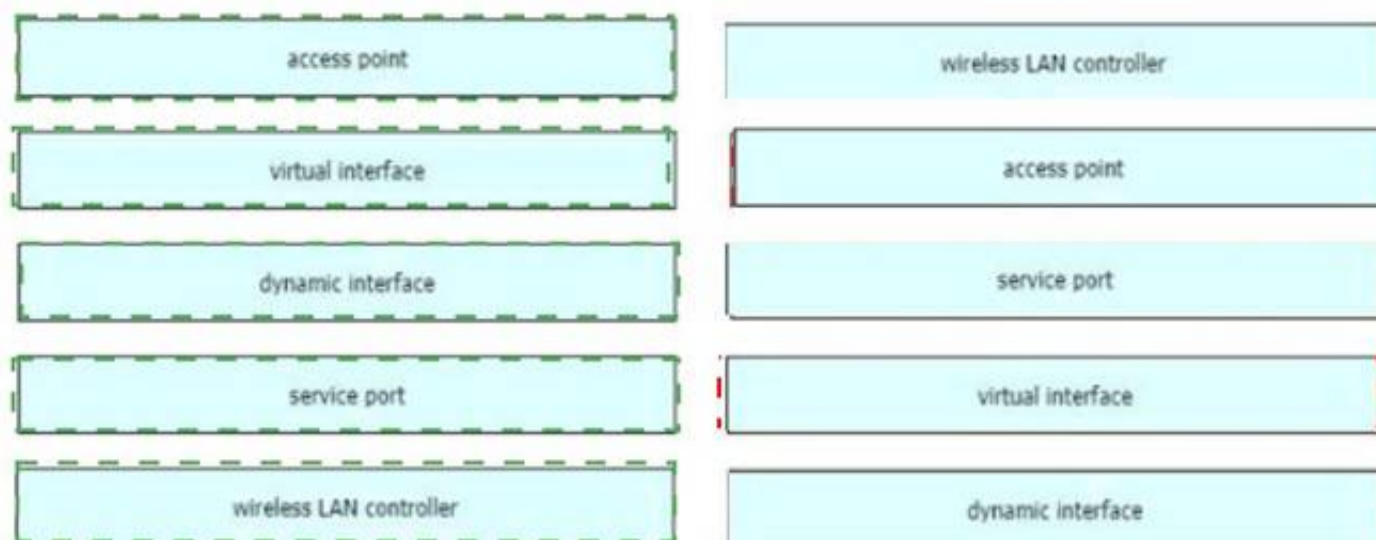 access point
wireless LAN controller
virtual interface
access point
dynamic interface
service port
service port
virtual interface
wireless LAN controller
dynamic interface